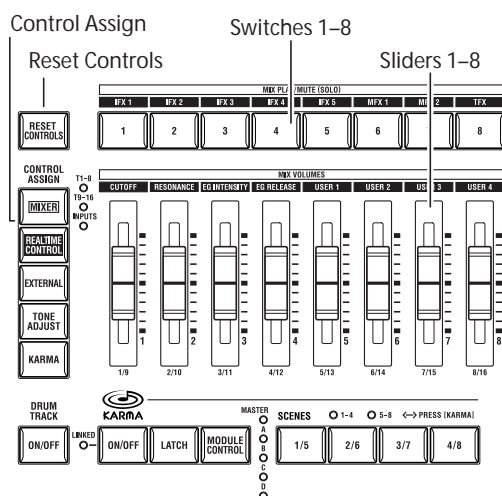 Control Assign
Switches 1–8
Reset Controls
Sliders 1–8
MIX PLAY/MUTE (SOLO)
IFX 1 IFX 2 IFX 3 IFX 4 IFX 5 MFX 1 MFX 2 TFX
RESET CONTROLS
1 2 3 4 5 6 7 8
CONTROL ASSIGN
T1-8
T9-16
INPUTS
MIX VOLUMES
CUTOFF RESONANCE EG INTENSITY EG RELEASE USER 1 USER 2 USER 3 USER 4
MIXER
REALTIME CONTROL
EXTERNAL
TONE ADJUST
KARMA
1 2 3 4 5 6 7 8
1/9 2/10 3/11 4/12 5/13 6/14 7/15 8/16
KARMA
DRUM TRACK
MASTER
SCENES 1-4 5-8 <-> PRESS [KARMA]
LINKED
ON/OFF ON/OFF LATCH MODULE CONTROL
A
B
C
D
1/5 2/6 3/7 4/8